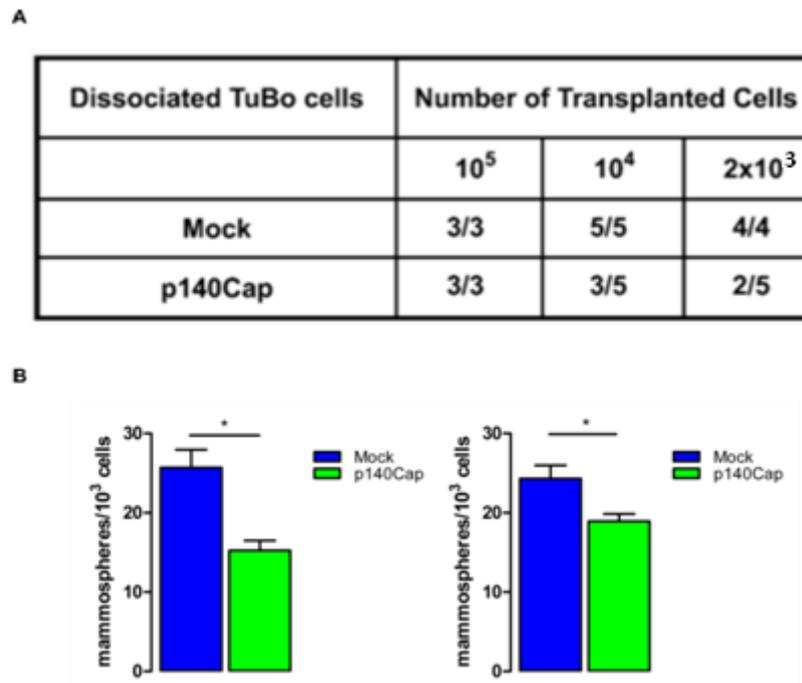 A
Dissociated TuBo cells Number of Transplanted Cells
10⁵ 10⁴ 2x10³
Mock 3/3 5/5 4/4
p140Cap 3/3 3/5 2/5
B
mammospheres/10³ cells
30
20
10
0
*
Mock
p140Cap
mammospheres/10³ cells
30
20
10
0
*
Mock
p140Cap